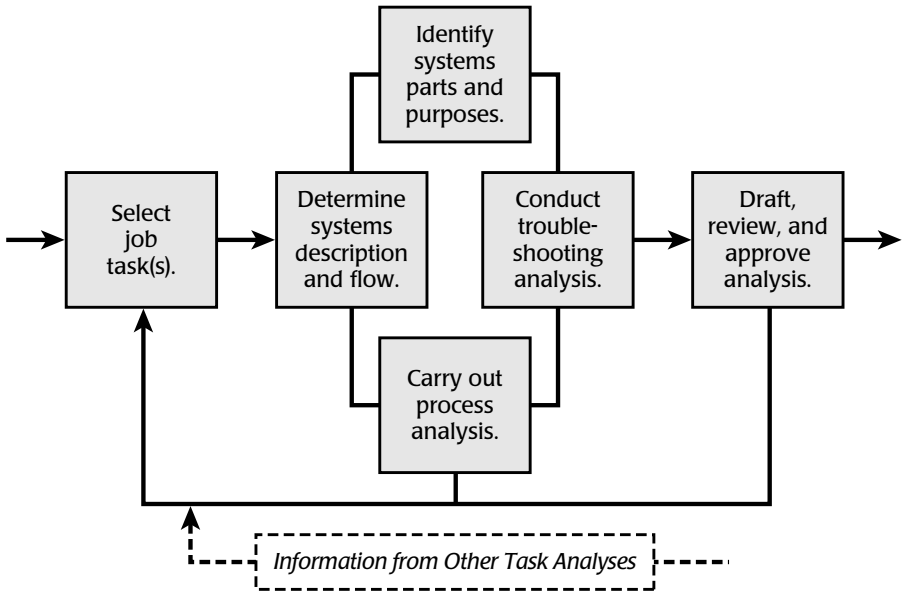 Identify
systems
parts and
purposes.
Select
job
task(s).
Determine
systems
description
and flow.
Conduct
trouble-
shooting
analysis.
Draft,
review, and
approve
analysis.
Carry out
process
analysis.
Information from Other Task Analyses